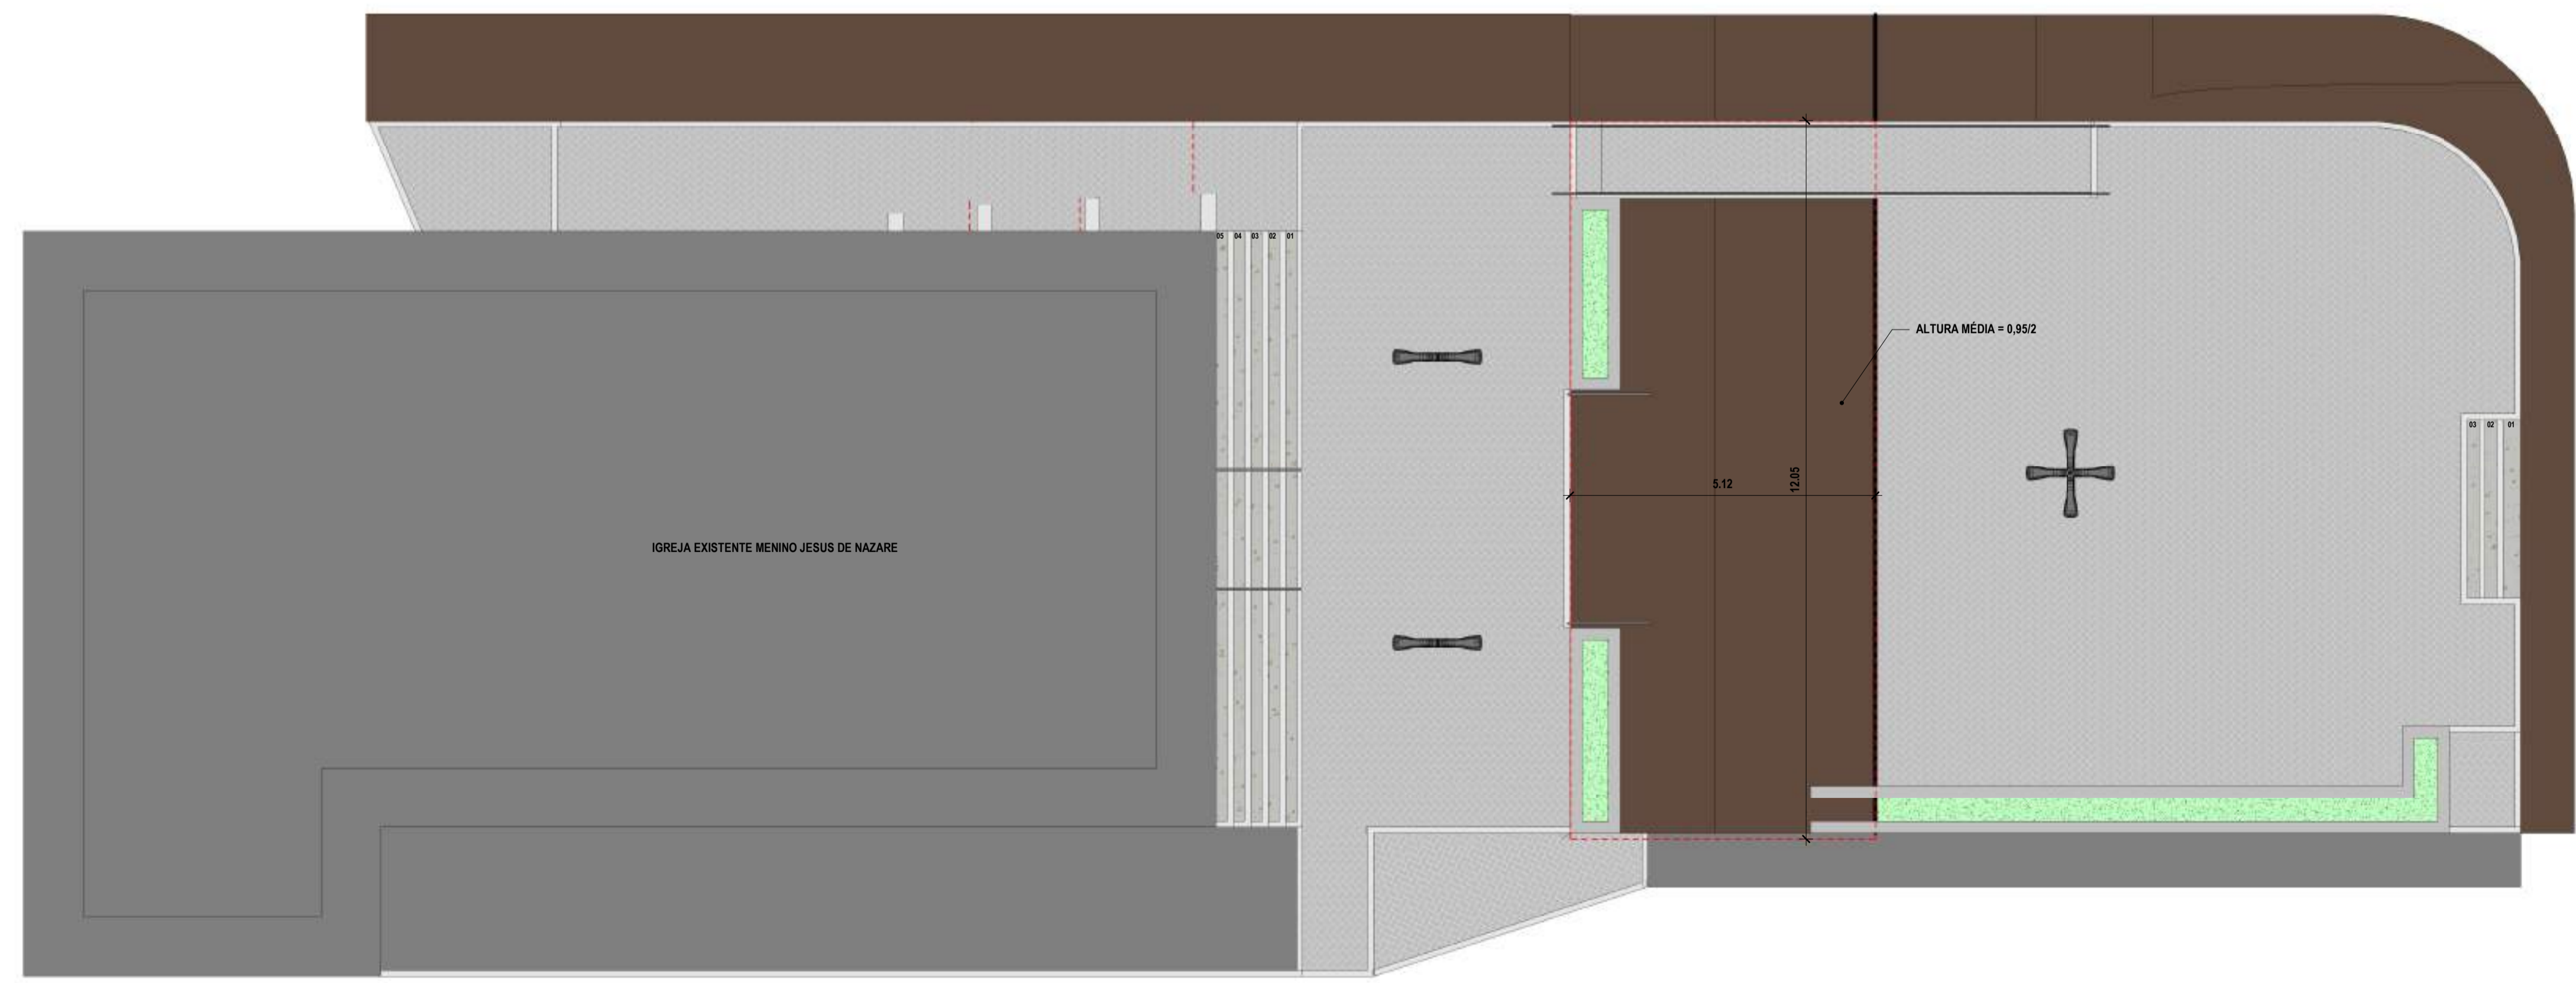 05 04 03 02 01
ALTURA MÉDIA = 0,95/2
03 02 01
5.12
12.05
IGREJA EXISTENTE MENINO JESUS DE NAZARE